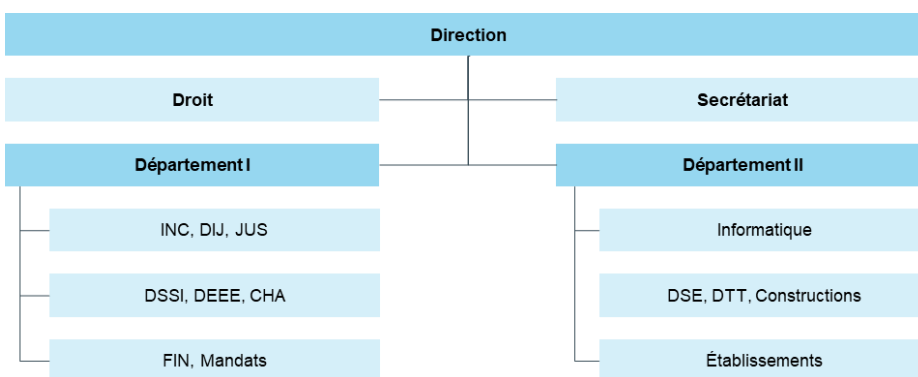 Direction
Droit
Secrétariat
Département I
Département II
INC, DIJ, JUS
Informatique
DSSI, DEEE, CHA
DSE, DTT, Constructions
FIN, Mandats
Établissements